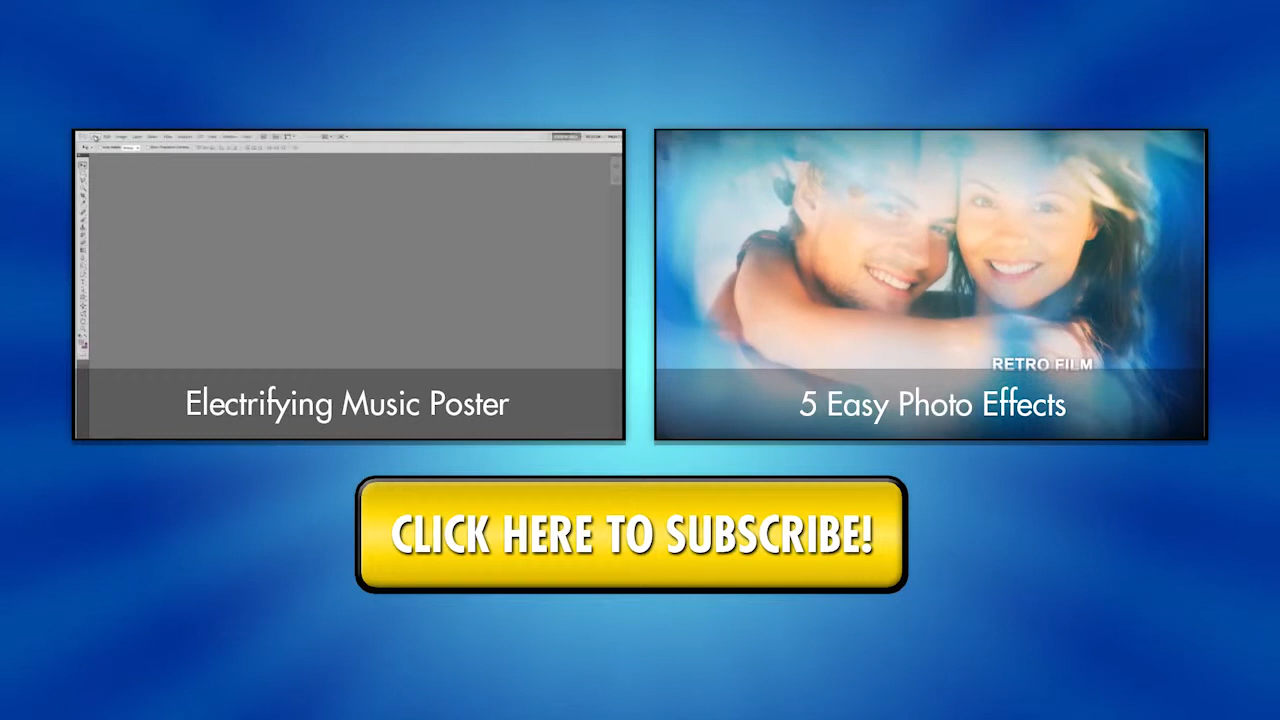 RETRO FILM
Electrifying Music Poster
5 Easy Photo Effects
CLICK HERE TO SUBSCRIBE!